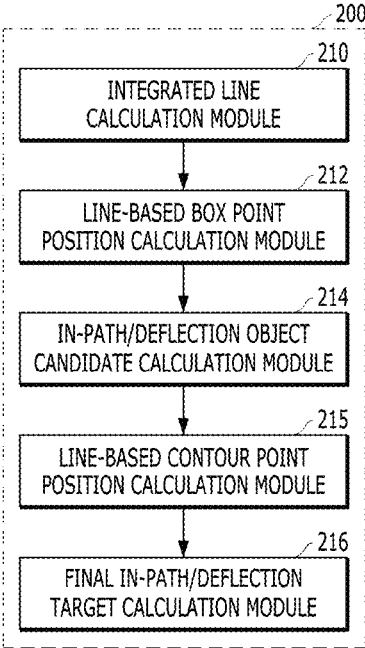 200
210
INTEGRATED LINE
CALCULATION MODULE
212
LINE-BASED BOX POINT
POSITION CALCULATION MODULE
214
IN-PATH/DEFLECTION OBJECT
CANDIDATE CALCULATION MODULE
215
LINE-BASED CONTOUR POINT
POSITION CALCULATION MODULE
216
FINAL IN-PATH/DEFLECTION
TARGET CALCULATION MODULE